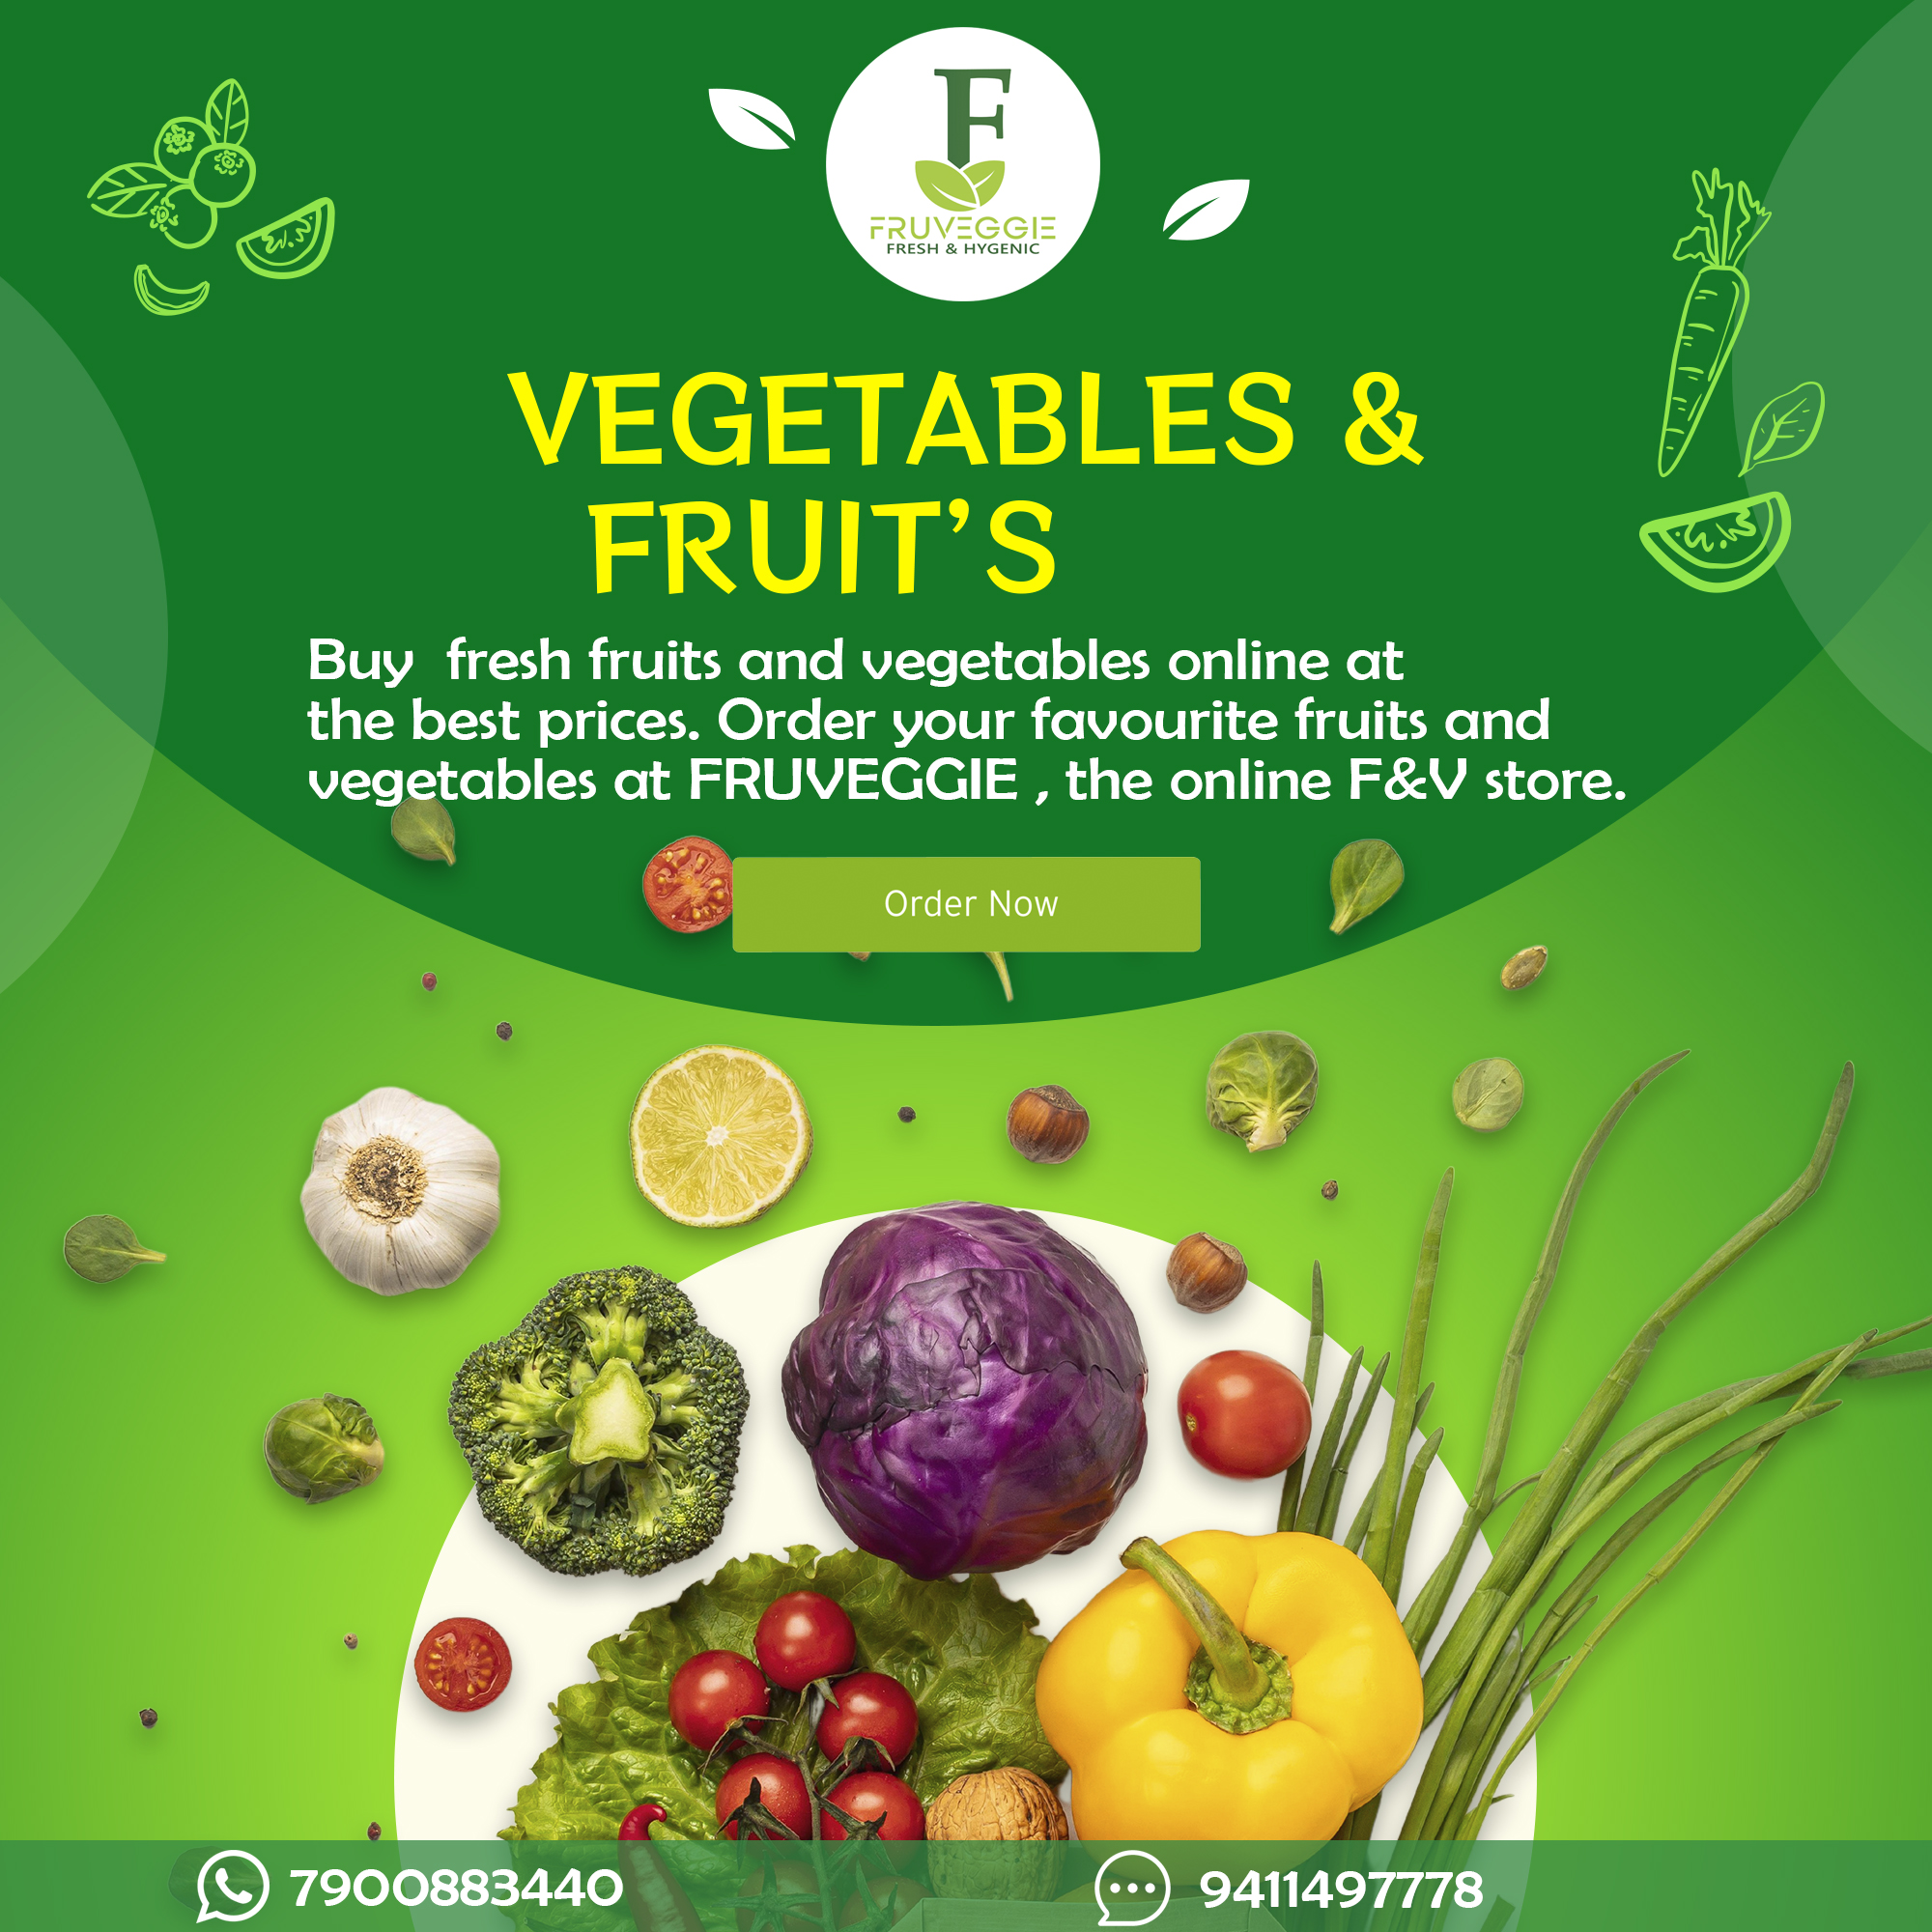 F
FRUVEGGIE
FRESH & HYGENIC
VEGETABLES &
FRUIT'S
Buy  fresh fruits and vegetables online at
the best prices. Order your favourite fruits and
vegetables at FRUVEGGIE , the online F&V store.
Order Now
7900883440
9411497778